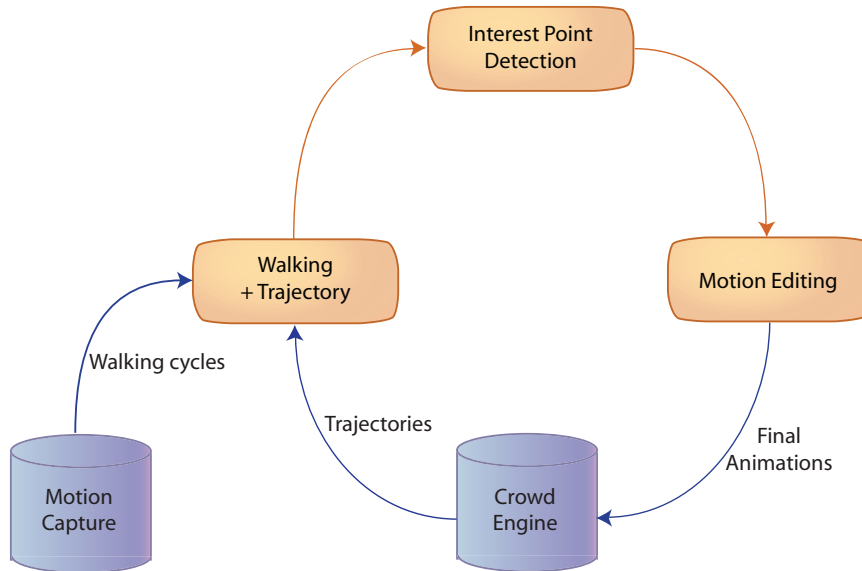 Interest Point
Detection
Walking
+ Trajectory
Motion Editing
Walking cycles
Trajectories
Final
Animations
Motion
Capture
Crowd
Engine